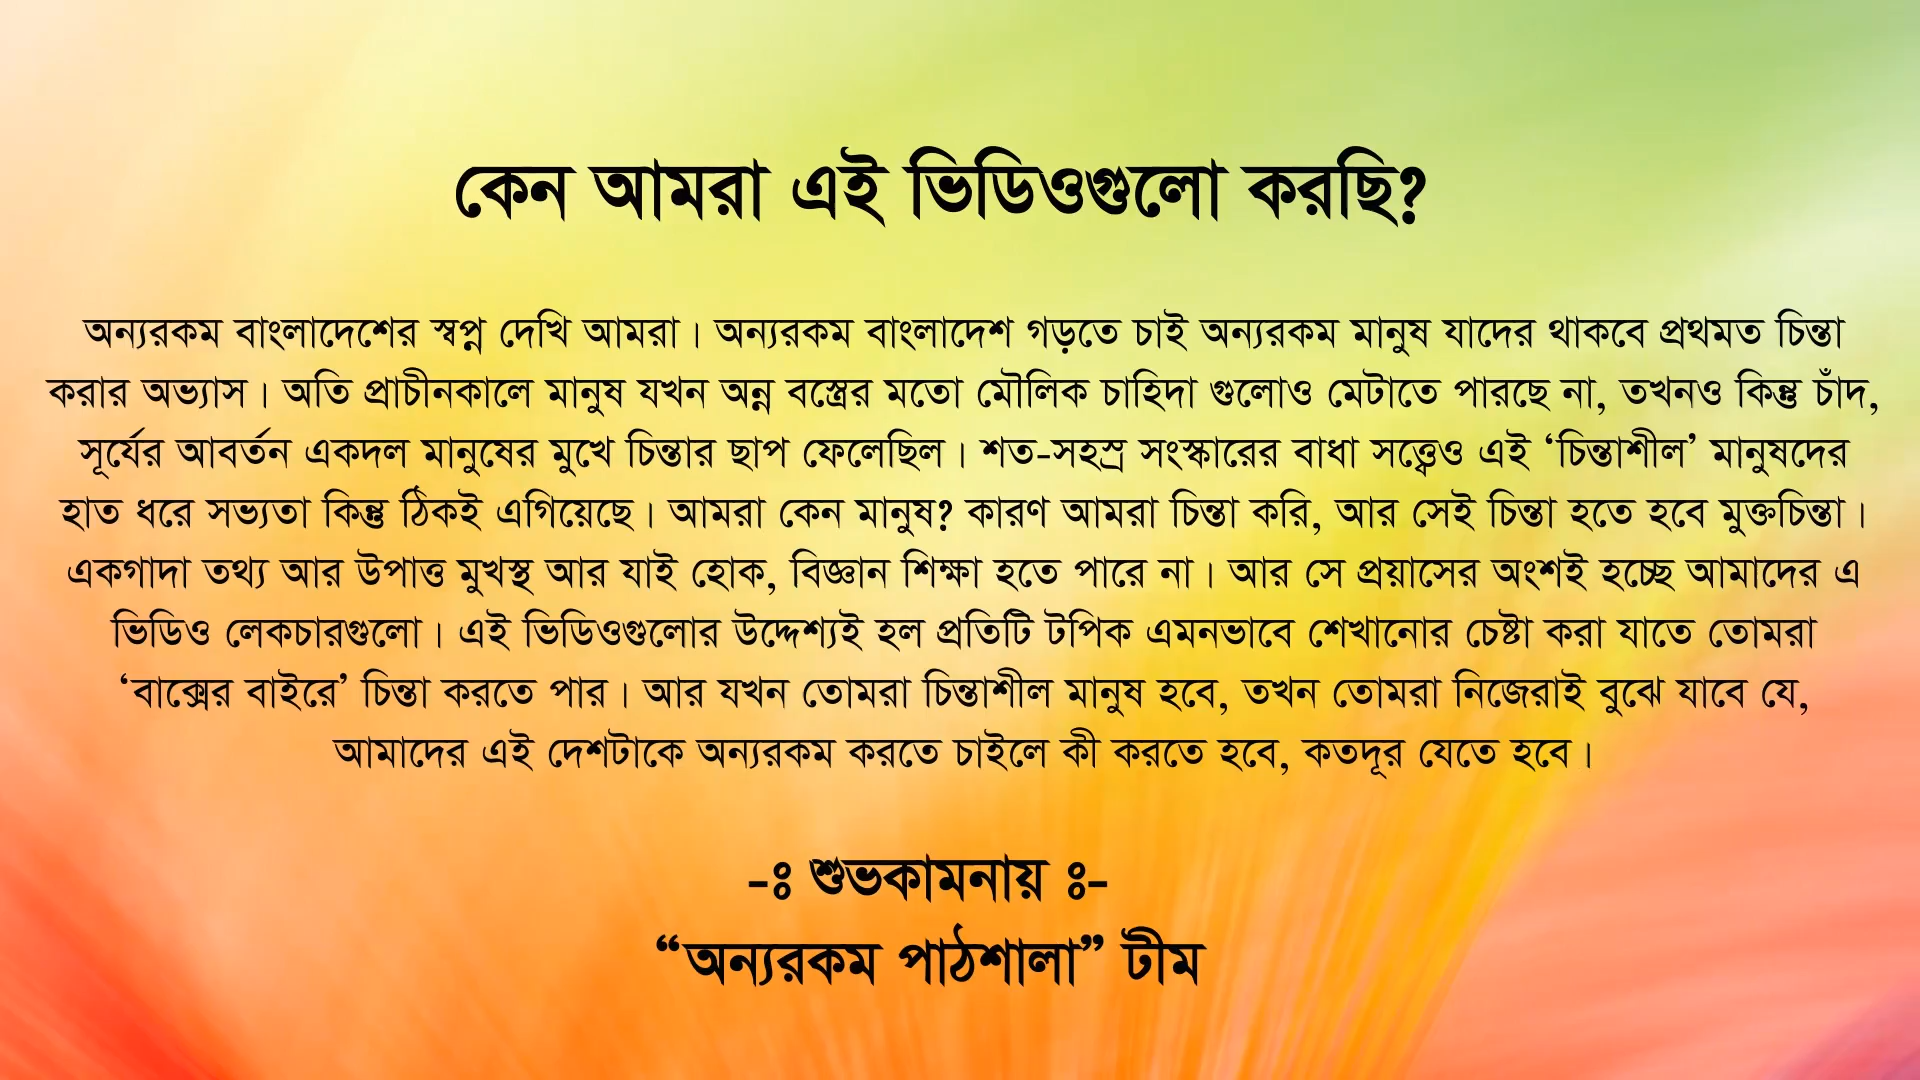 কেন আমরা এই ভিডিওগুলো করছি?
অন্যরকম বাংলাদেশের স্বপ্ন দেখি আমরা। অন্যরকম বাংলাদেশ গড়তে চাই অন্যরকম মানুষ যাদের থাকবে প্রথমত চিন্তা
করার অভ্যাস। অতি প্রাচীনকালে মানুষ যখন অন্ন বস্ত্রের মতো মৌলিক চাহিদা গুলোও মেটাতে পারছে না, তখনও কিন্তু চাঁদ,
সূর্যের আবর্তন একদল মানুষের মুখে চিন্তার ছাপ ফেলেছিল। শত-সহস্র সংস্কারের বাধা সত্ত্বেও এই ‘চিন্তাশীল’ মানুষদের
হাত ধরে সভ্যতা কিন্তু ঠিকই এগিয়েছে। আমরা কেন মানুষ? কারণ আমরা চিন্তা করি, আর সেই চিন্তা হতে হবে মুক্তচিন্তা।
একগাদা তথ্য আর উপাত্ত মুখস্থ আর যাই হোক, বিজ্ঞান শিক্ষা হতে পারে না। আর সে প্রয়াসের অংশই হচ্ছে আমাদের এ
ভিডিও লেকচারগুলো। এই ভিডিওগুলোর উদ্দেশ্যই হল প্রতিটি টপিক এমনভাবে শেখানোর চেষ্টা করা যাতে তোমরা
‘বাক্সের বাইরে’ চিন্তা করতে পার। আর যখন তোমরা চিন্তাশীল মানুষ হবে, তখন তোমরা নিজেরাই বুঝে যাবে যে,
আমাদের এই দেশটাকে অন্যরকম করতে চাইলে কী করতে হবে, কতদূর যেতে হবে।
-ঃ শুভকামনায় ঃ-
“অন্যরকম পাঠশালা” টীম